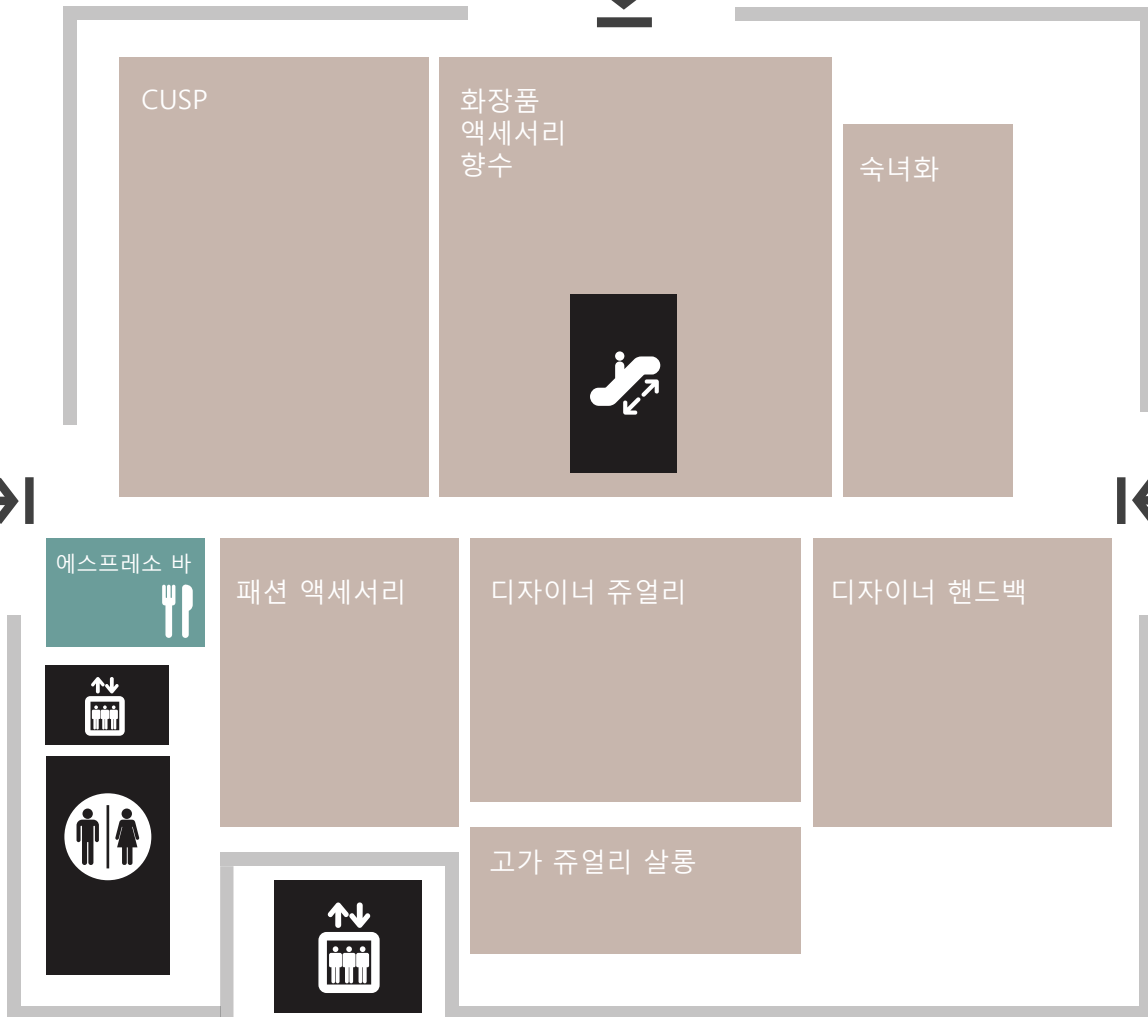 CUSP
화장품
액세서리
향수
숙녀화
에스프레소 바
패션 액세서리
디자이너 쥬얼리
디자이너 핸드백
고가 쥬얼리 살롱